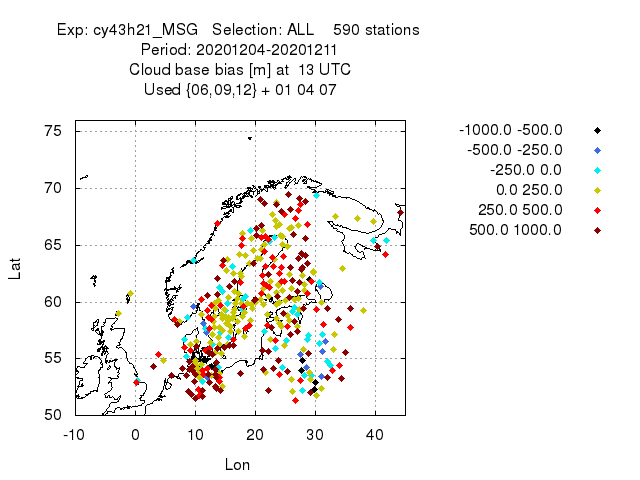 Exp: cy43h21_MSG Selection: ALL 590 stations
Period: 20201204-20201211
Cloud base bias [m] at 13 UTC
Used {06,09,12} + 01 04 07
75
70
65
60
55
50
-10 0 10 20 30 40
Lat
Lon
-1000.0 -500.0
-500.0 -250.0
-250.0 0.0
0.0 250.0
250.0 500.0
500.0 1000.0